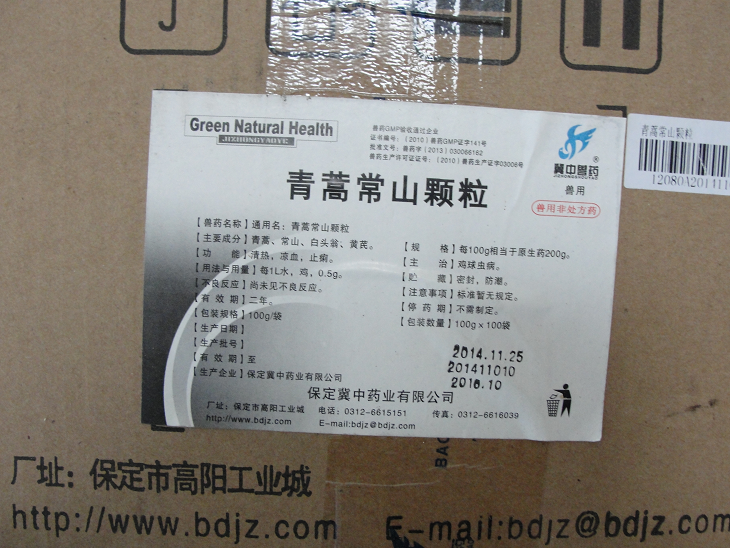 Green Natural Health
JIZHONGYAOYE
兽药GMP验收通过企业
证书编号:(2010)兽药GMP证字141号
批准文号:兽药字(2013)030066182
兽药生产许可证证号:(2010)兽药生产证字03008号
冀中兽药
兽用
兽用非处方药
青蒿常山颗粒
青蒿常山颗粒
【兽药名称】通用名:青蒿常山颗粒
【主要成分】青蒿、常山、白头翁、黄芪。
【功 能】清热,凉血,止痢。
【用法与用量】每1L水,鸡,0.5g。
【不良反应】尚未见不良反应。
【有 效 期】二年。
【包装规格】100g/袋
【生产日期】
【生产批号】
【有 效 期】至
【生产企业】保定冀中药业有限公司
【规 格】每100g相当于原生药200g。
【主 治】鸡球虫病。
【贮 藏】密封,防潮。
【注意事项】标准暂无规定。
【停 药 期】不需制定。
【包装数量】100g×100袋
2014.11.25
201411010
2016.10
保定冀中药业有限公司
厂址:保定市高阳工业城 电话:0312-6615151 传真:0312-6616039
http://www.bdjz.com E-mail:bdjz@bdjz.com
厂址:保定市高阳工业城
http://www.bdjz.com E-mail:bdjz@bdjz.com